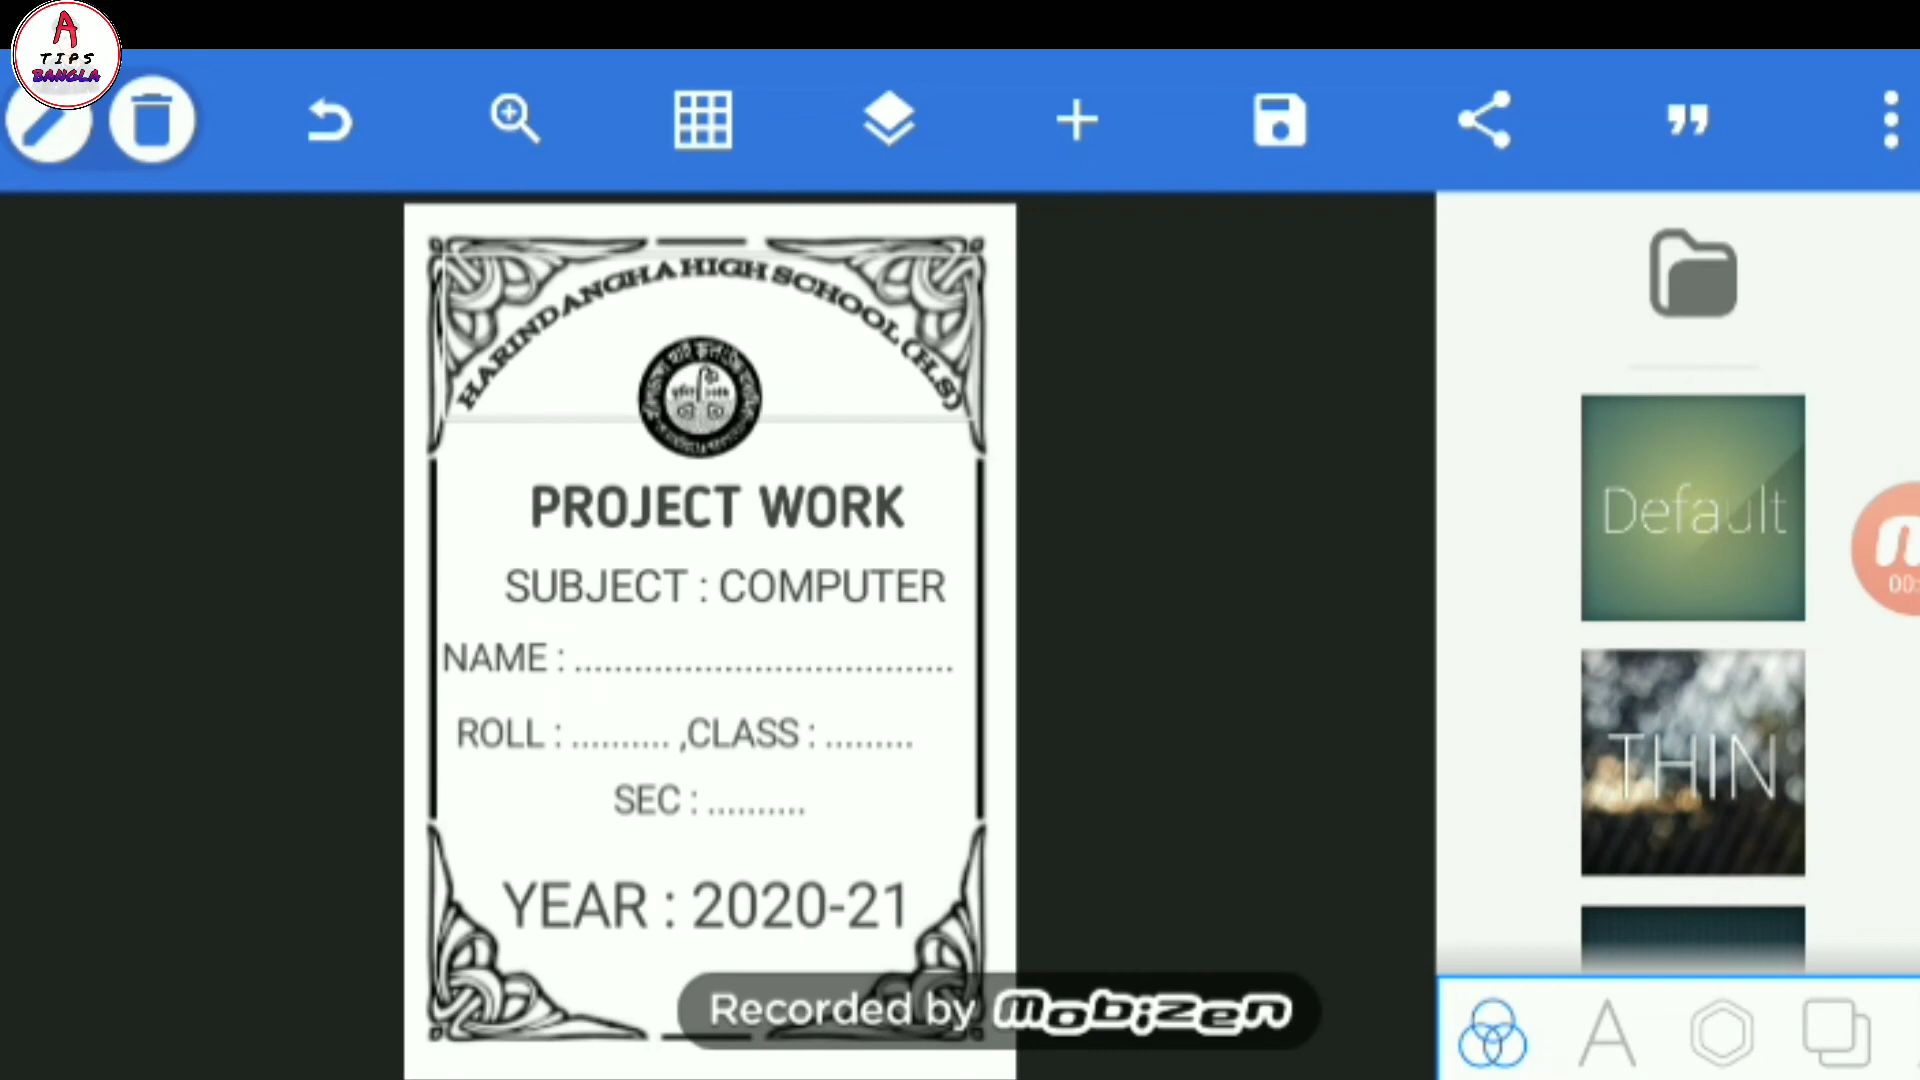 A
TIPS
BANGLA
HARINDANGHA HIGH SCHOOL (H.S)
PROJECT WORK
SUBJECT : COMPUTER
NAME : ......................................
ROLL : .......... ,CLASS : .........
SEC : ..........
YEAR : 2020-21
Recorded by mobizen
Default
THIN
00: